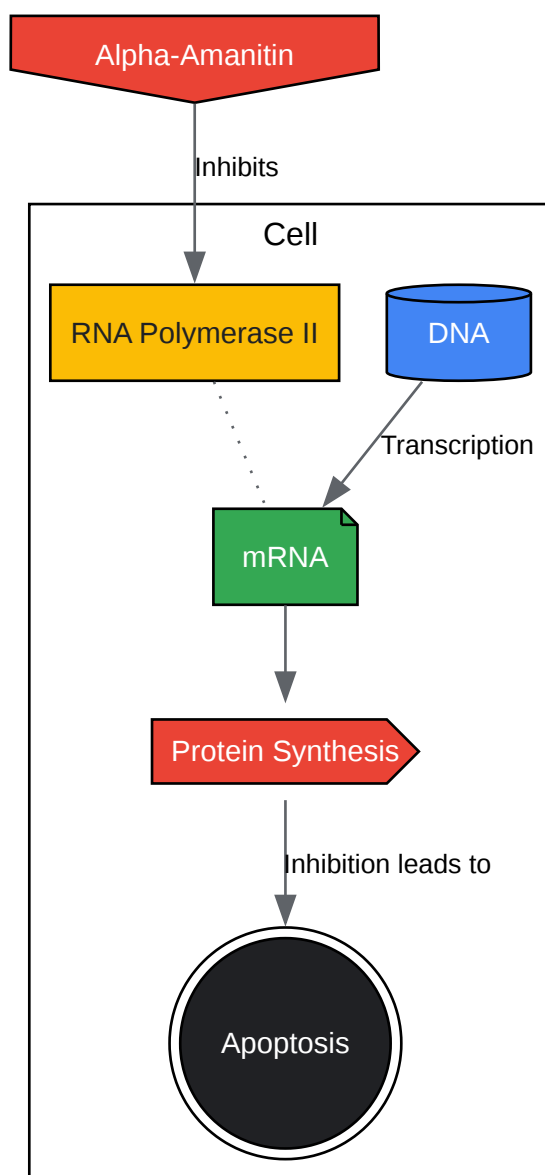 Alpha-Amanitin
Inhibits
Cell
RNA Polymerase II
DNA
Transcription
mRNA
Protein Synthesis
Inhibition leads to
Apoptosis